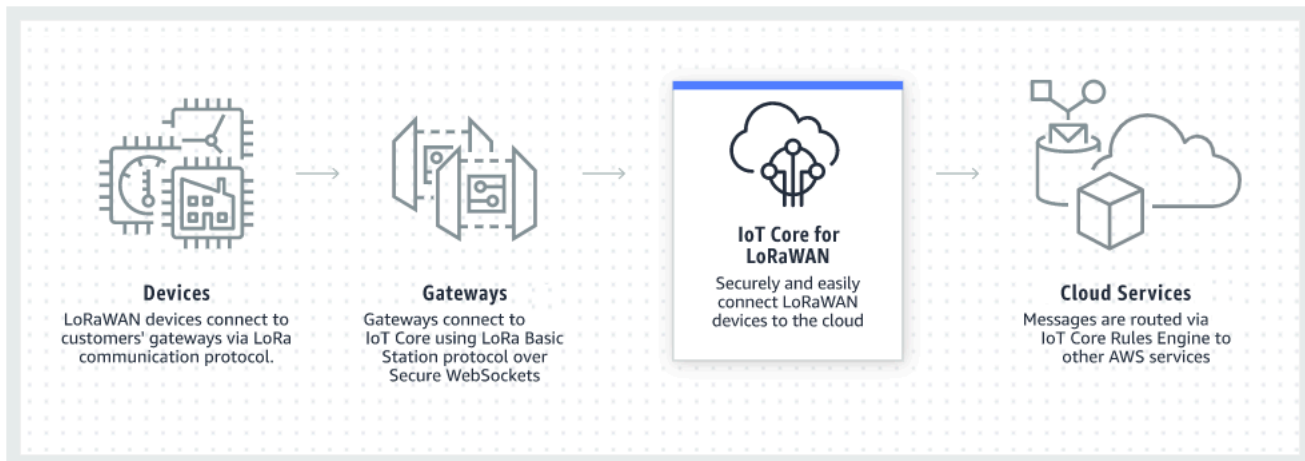 Devices
LoRaWAN devices connect to
customers' gateways via LoRa
communication protocol.
Gateways
Gateways connect to
IoT Core using LoRa Basic
Station protocol over
Secure WebSockets
IoT Core for
LoRaWAN
Securely and easily
connect LoRaWAN
devices to the cloud
Cloud Services
Messages are routed via
IoT Core Rules Engine to
other AWS services